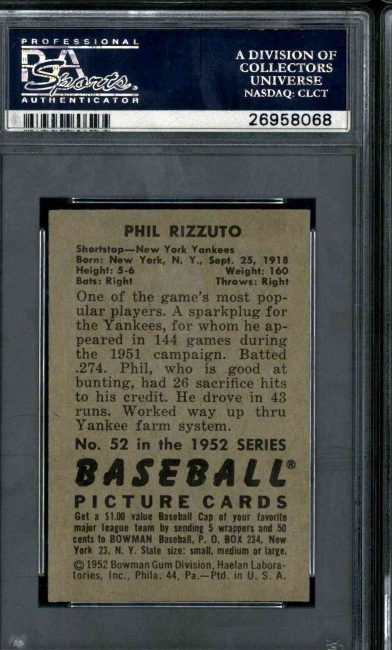 PROFESSIONAL
PSA
Sports
AUTHENTICATOR
A DIVISION OF
COLLECTORS
UNIVERSE
NASDAQ: CLCT
26958068
PHIL RIZZUTO
Shortstop—New York Yankees
Born: New York, N. Y., Sept. 25, 1918
Height: 5-6 Weight: 160
Bats: Right Throws: Right
One of the game's most pop-
ular players. A sparkplug for
the Yankees, for whom he ap-
peared in 144 games during
the 1951 campaign. Batted
.274. Phil, who is good at
bunting, had 26 sacrifice hits
to his credit. He drove in 43
runs. Worked way up thru
Yankee farm system.
No. 52 in the 1952 SERIES
BASEBALL®
PICTURE CARDS
Get a $1.00 value Baseball Cap of your favorite
major league team by sending 5 wrappers and 50
cents to BOWMAN Baseball, P. O. BOX 234, New
York 23, N. Y. State size: small, medium or large.
© 1952 Bowman Gum Division, Haelan Labora-
tories, Inc., Phila. 44, Pa.—Ptd. in U. S. A.